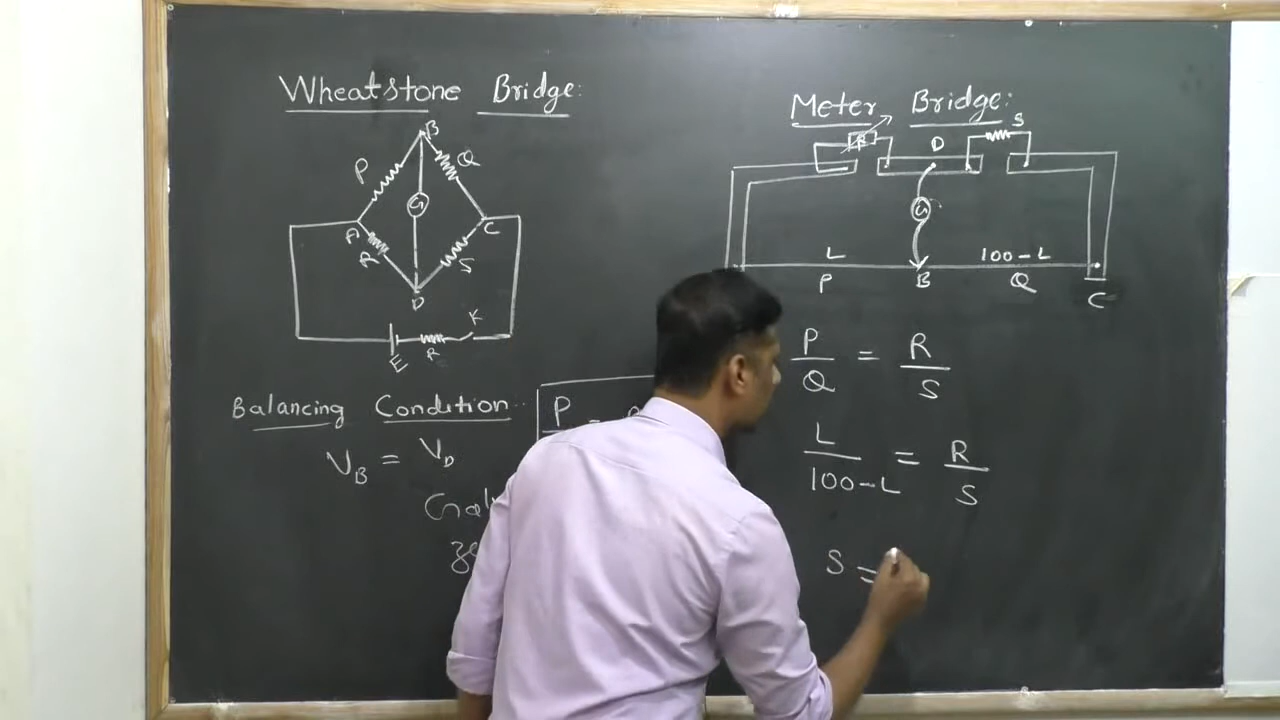 Wheatstone Bridge:
B
P
Q
G
A
C
R
S
D
E
R
K
Balancing Condition
P
V_B = V_D
Meter Bridge:
R
D
S
G
L
100-L
P
B
Q
C
P/Q = R/S
L/100-L = R/S
S =